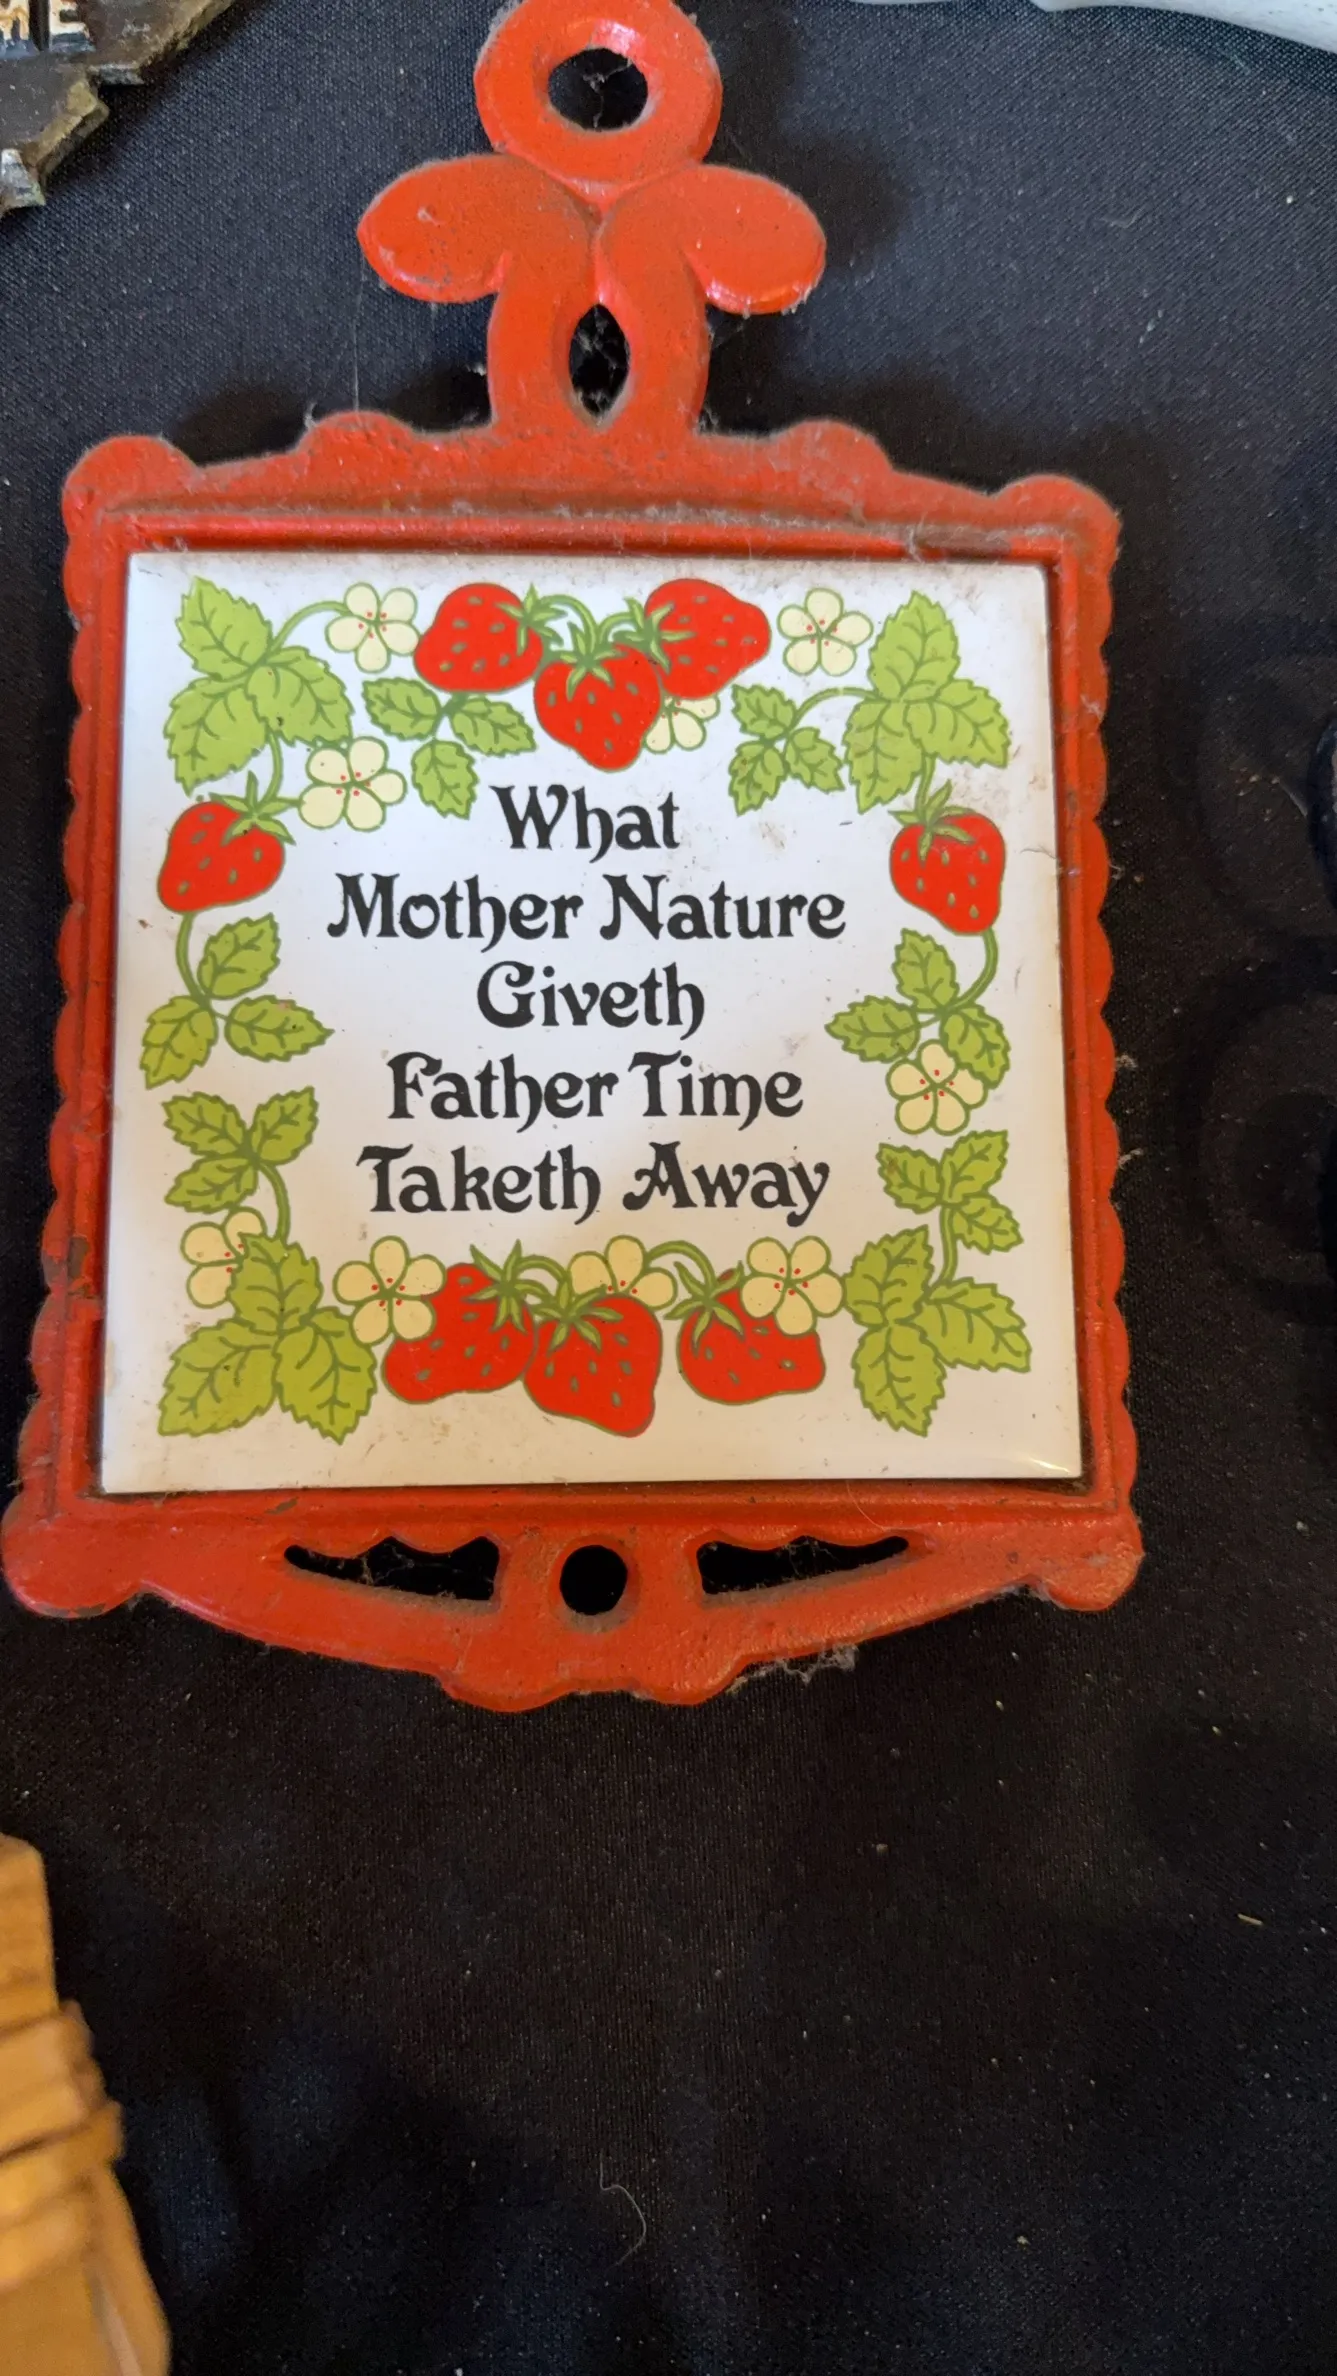 What
Mother Nature
Giveth
Father Time
Taketh Away